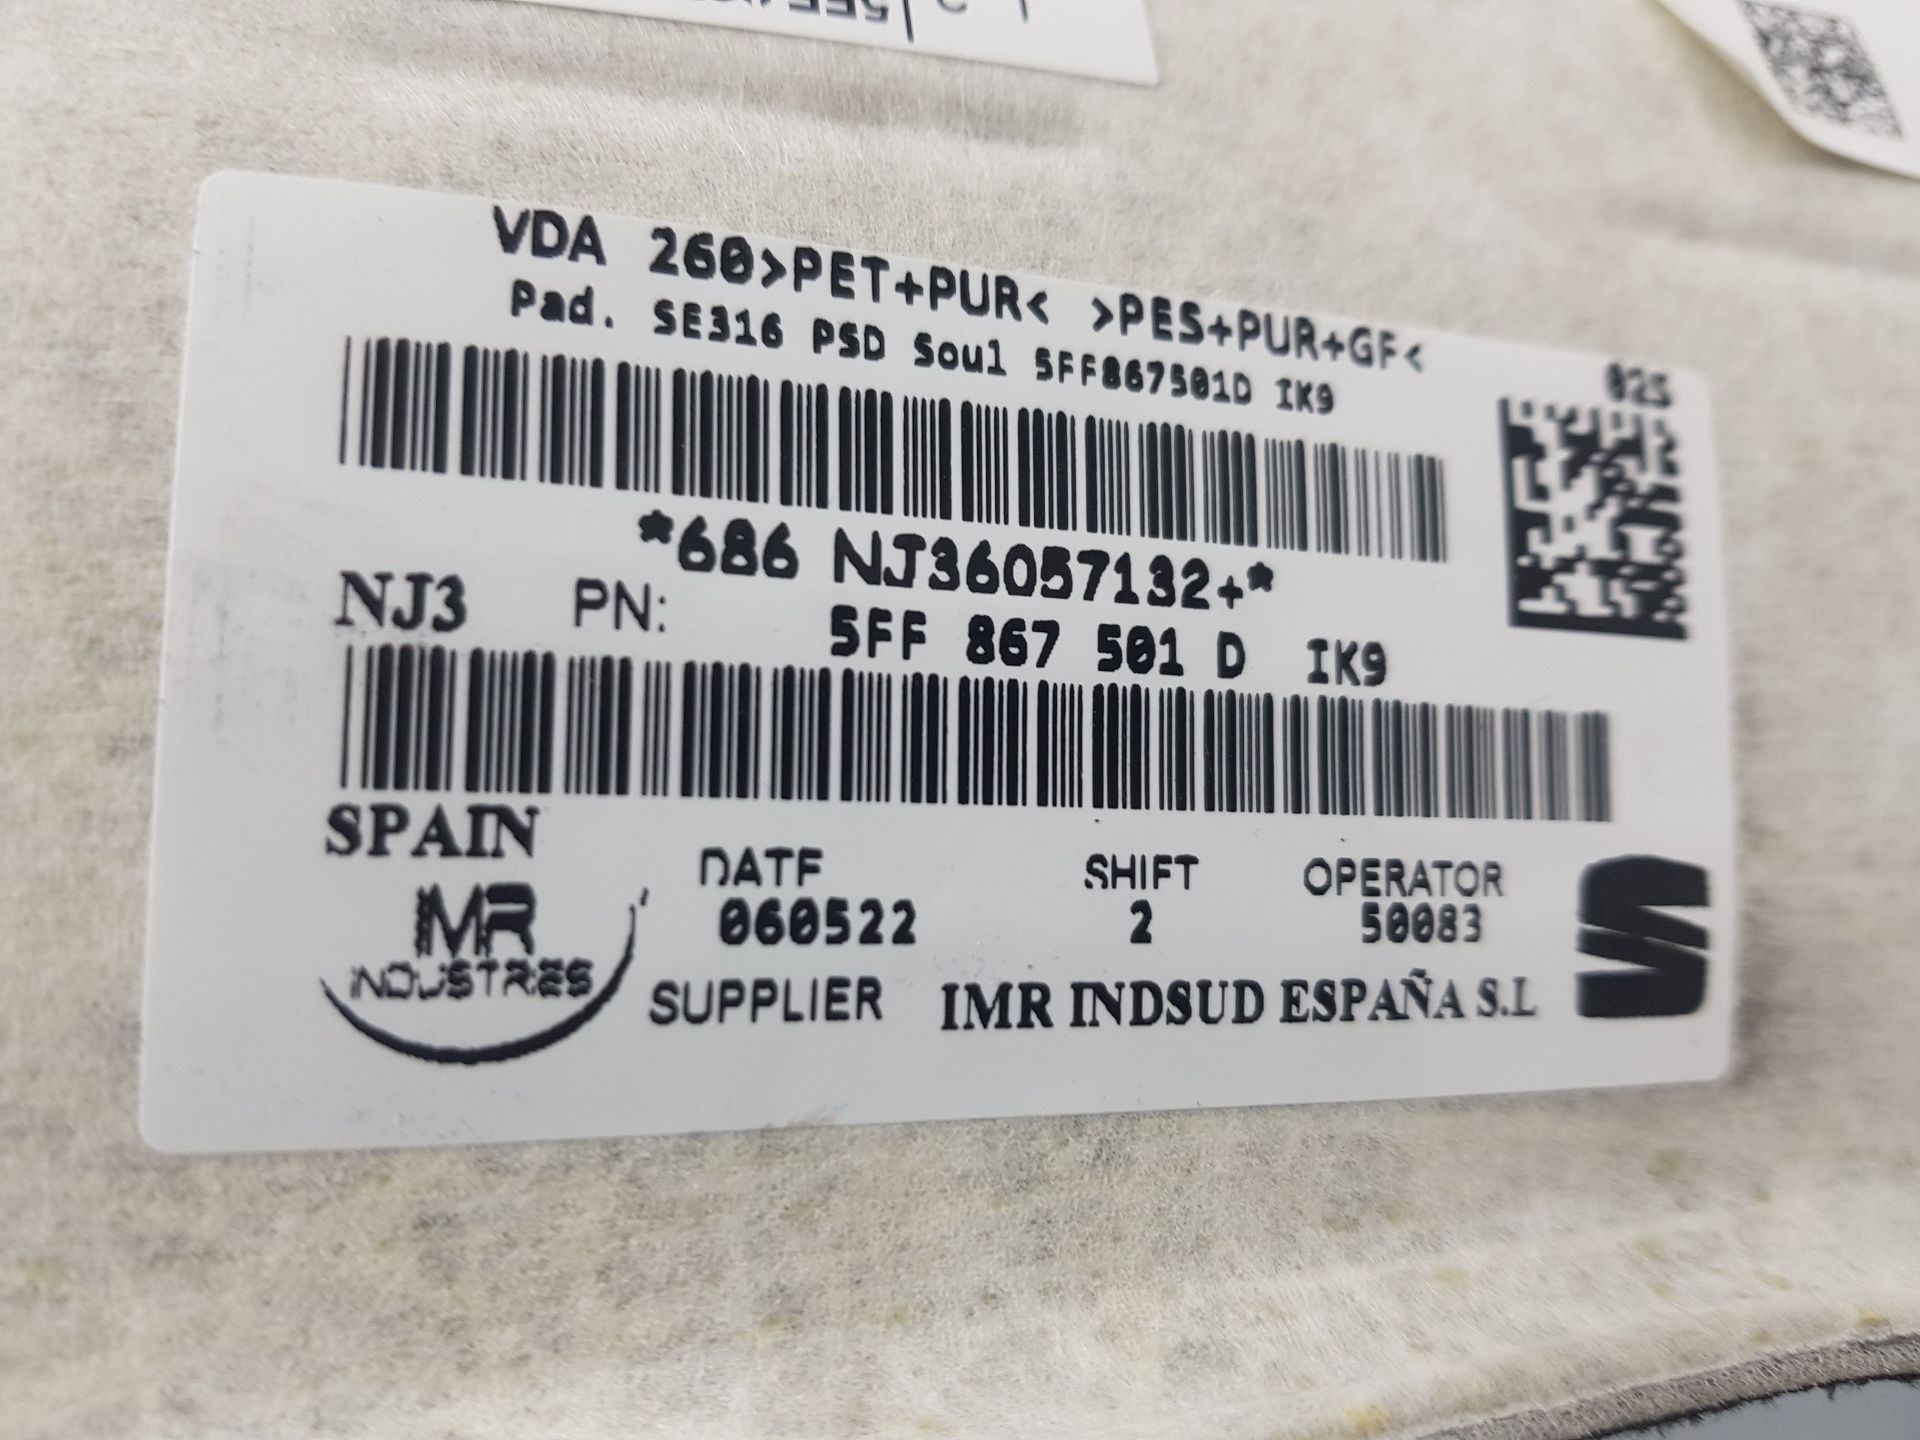 VDA 260>PET+PUR< >PES+PUR+GF<
Pad. SE316 PSD Soul 5FF867501D IK9
02S
*686 NJ36057132+*
NJ3 PN: 5FF 867 501 D IK9
SPAIN
DATE SHIFT OPERATOR
060522 2 50083
IMR
INDUSTRIES
SUPPLIER IMR INDSUD ESPAÑA S.L